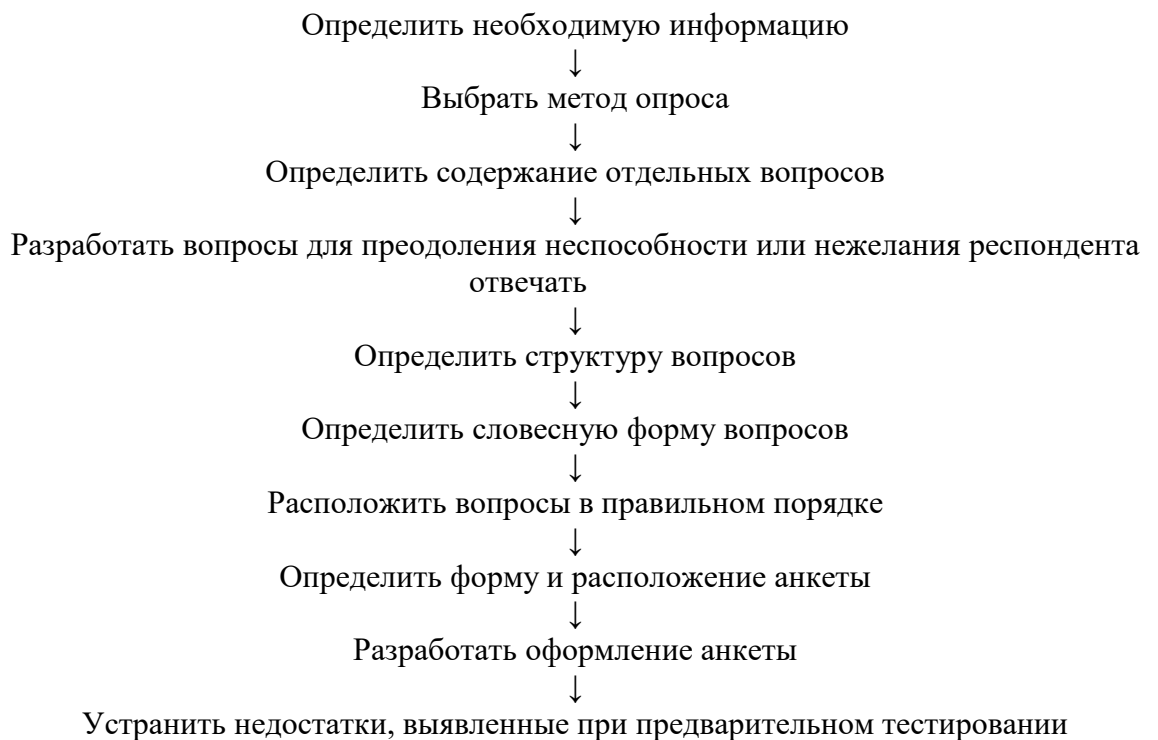 Определить необходимую информацию
↓
Выбрать метод опроса
↓
Определить содержание отдельных вопросов
↓
Разработать вопросы для преодоления неспособности или нежелания респондента
отвечать
↓
Определить структуру вопросов
↓
Определить словесную форму вопросов
↓
Расположить вопросы в правильном порядке
↓
Определить форму и расположение анкеты
↓
Разработать оформление анкеты
↓
Устранить недостатки, выявленные при предварительном тестировании